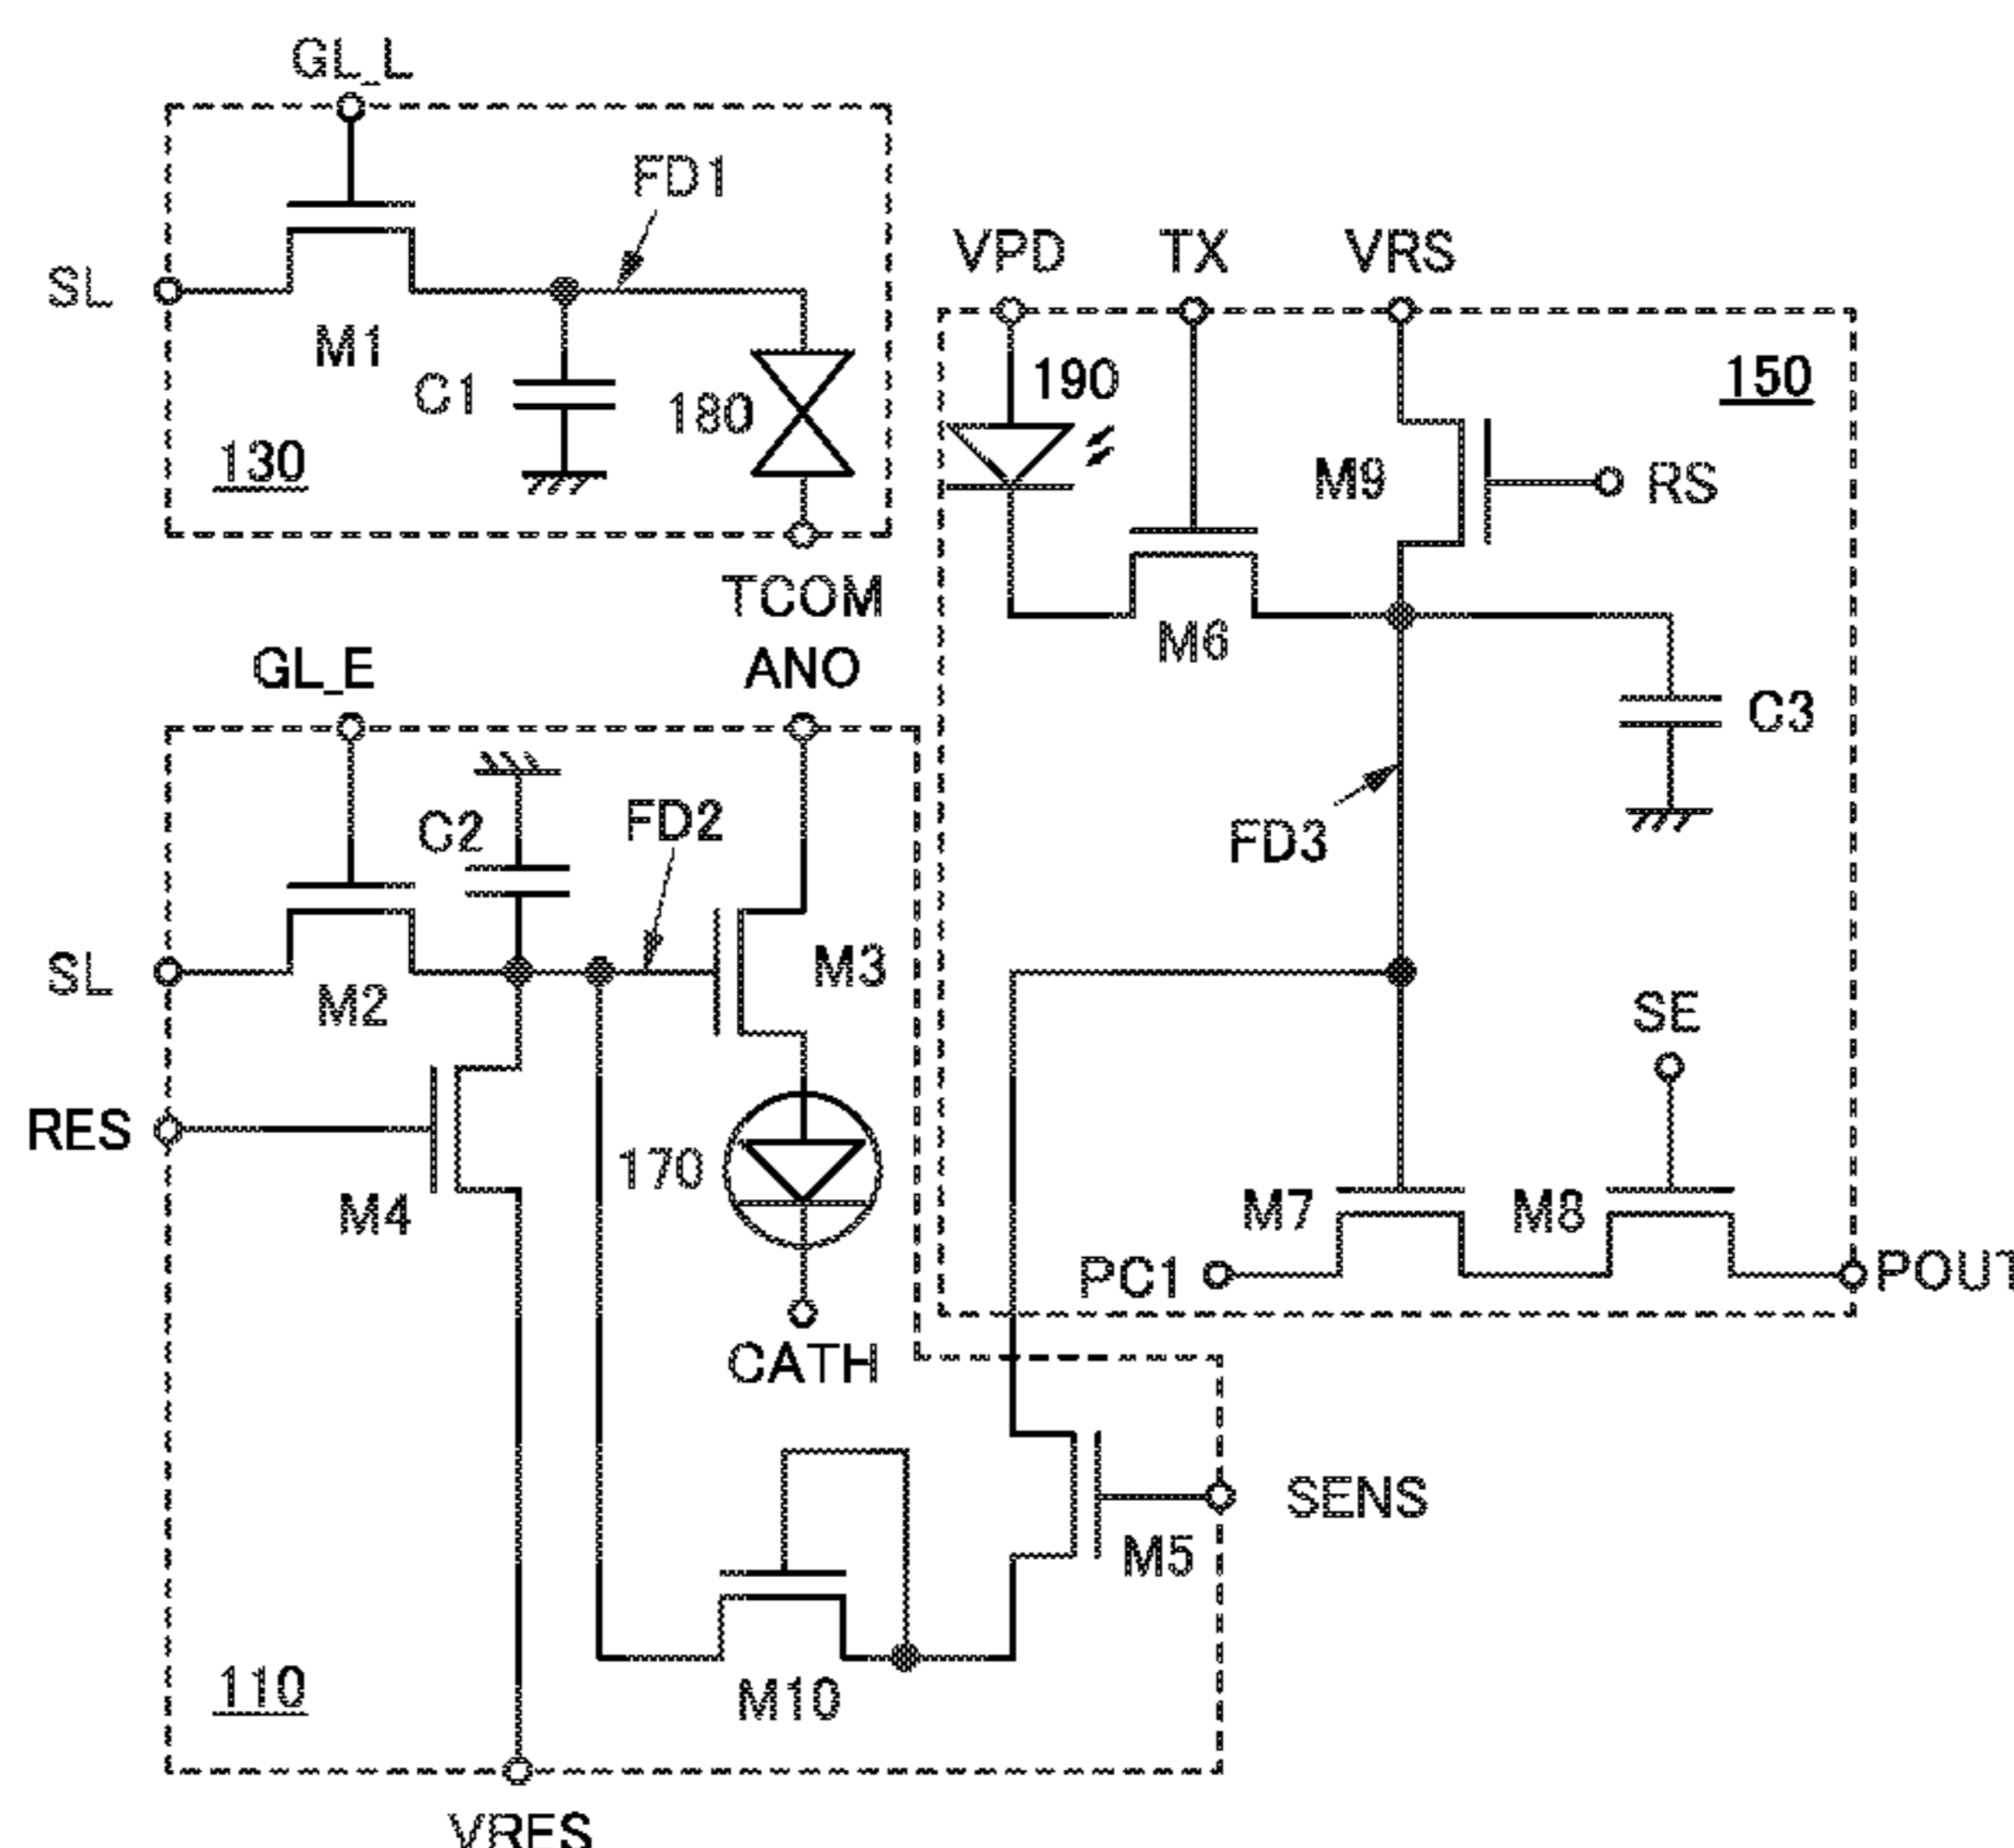 GL_L
FD1
SL
M1
C1
180
130
TCOM
VPD
TX
VRS
190
150
M9
RS
M6
C3
FD3
GL_E
ANO
C2
FD2
SL
M2
M3
RES
M4
170
CATH
SE
M7
M8
PC1
POUT
SENS
M5
M10
110
VRES